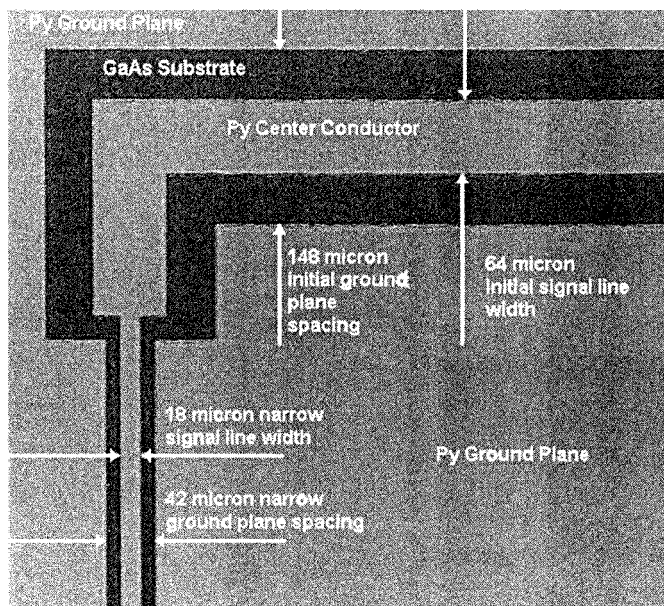 Py Ground Plane
GaAs Substrate
Py Center Conductor
148 micron
initial ground
plane
spacing
64 micron
Initial signal line
width
18 micron narrow
signal line width
Py Ground Plane
42 micron narrow
ground plane spacing